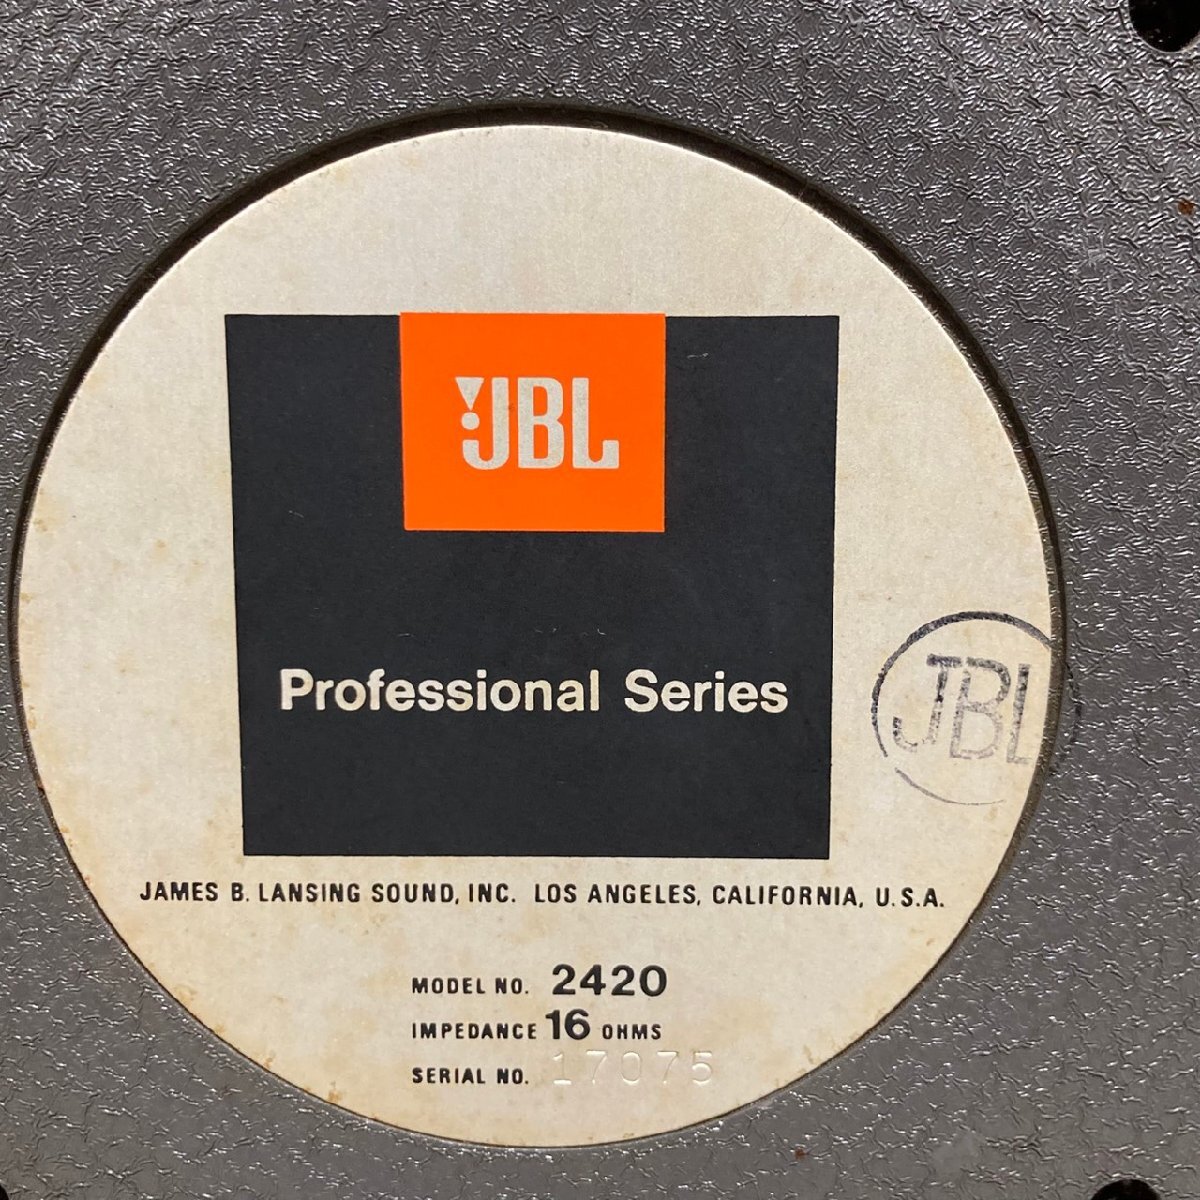 JBL
Professional Series
JBL
JAMES B. LANSING SOUND, INC. LOS ANGELES, CALIFORNIA, U.S.A.
MODEL NO. 2420
IMPEDANCE 16 OHMS
SERIAL NO. 17075